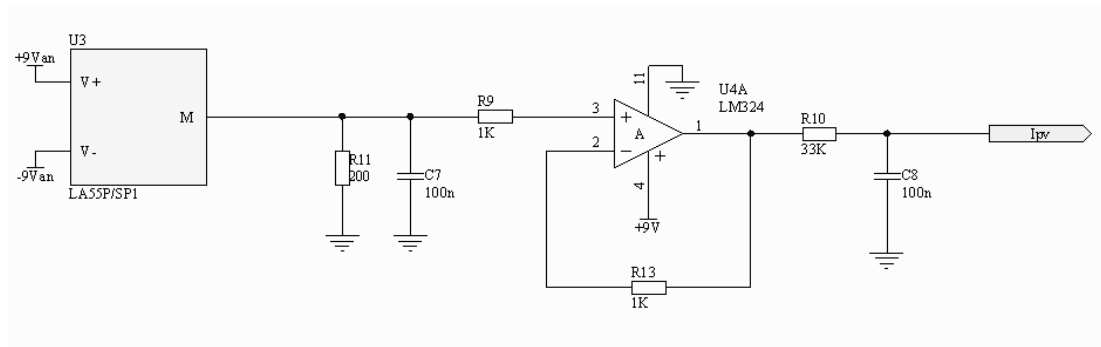 U3
+9Van
V+
M
V-
-9Van
LA55P/SP1
R11
200
C7
100n
R9
1K
3
2
+
-
A
+
11
4
+9V
1
U4A
LM324
R13
1K
R10
33K
C8
100n
Ipv